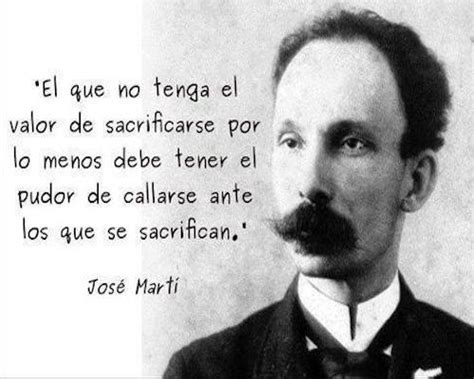 "El que no tenga el
valor de sacrificarse por
lo menos debe tener el
pudor de callarse ante
los que se sacrifican."
José Martí